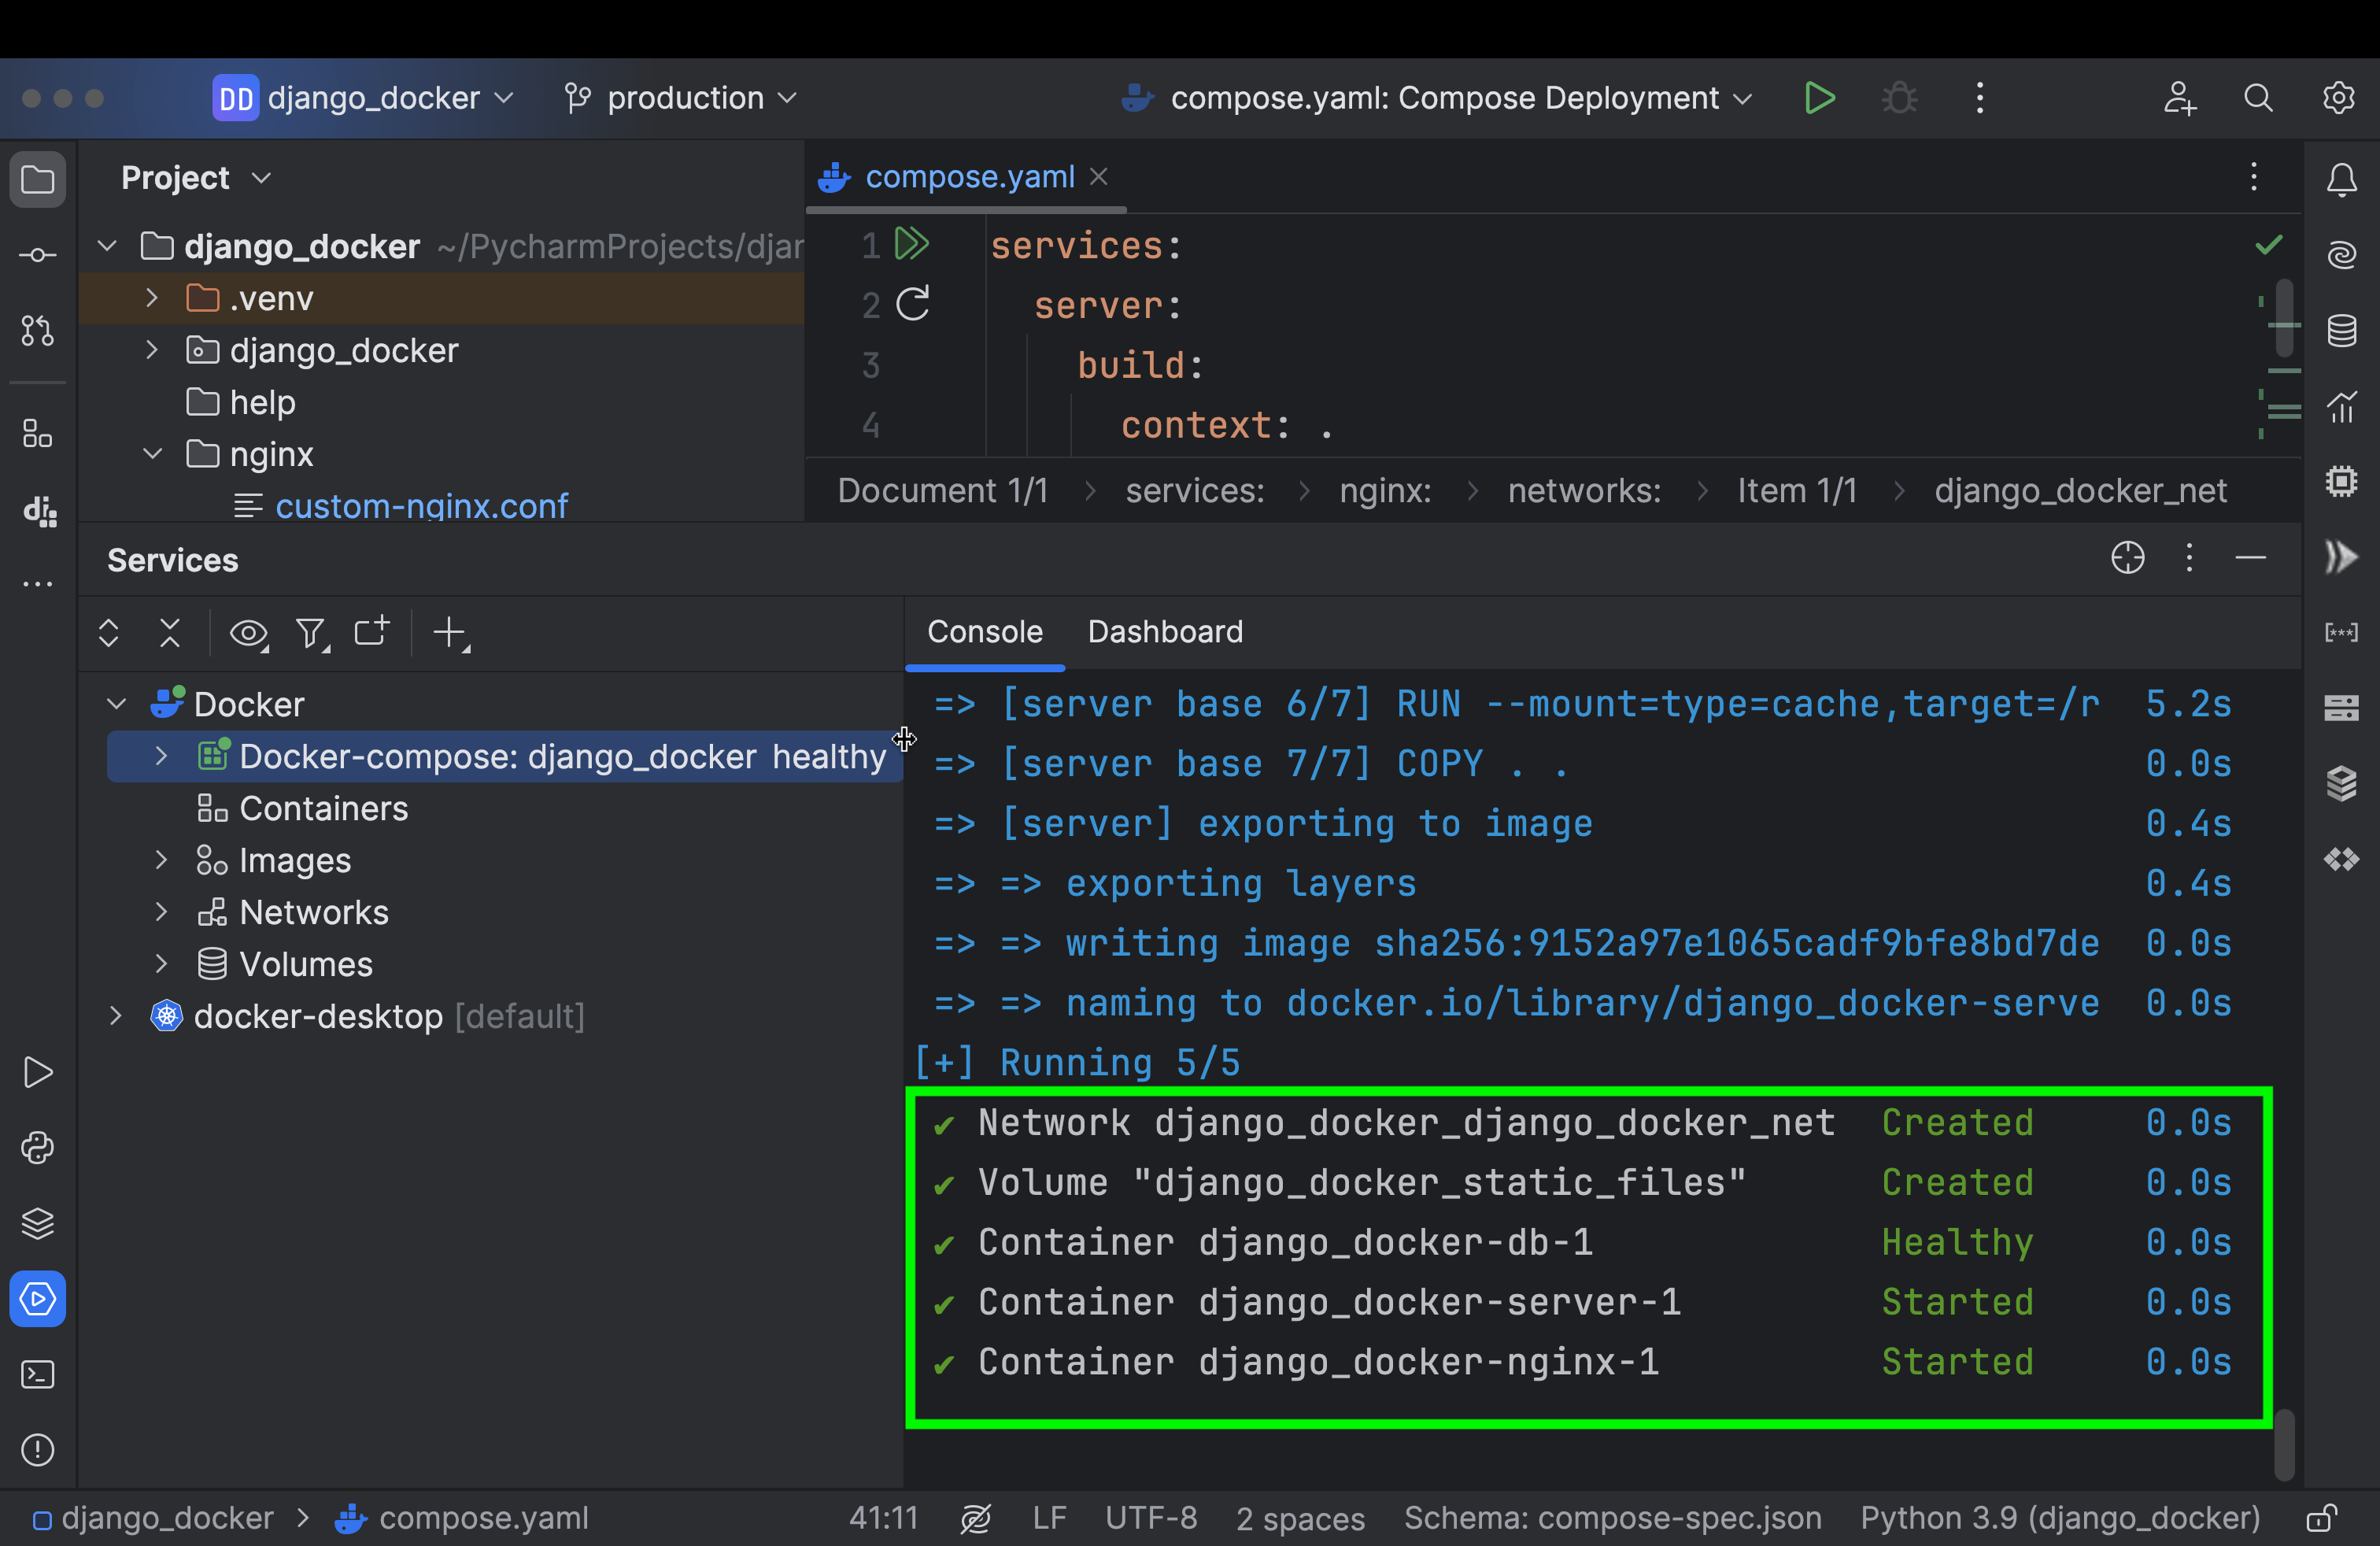 DD django_docker production compose.yaml: Compose Deployment
Project
django_docker ~/PycharmProjects/djan
.venv
django_docker
help
nginx
custom-nginx.conf
compose.yaml
1 services:
2 server:
3 build:
4 context: .
Document 1/1 services: nginx: networks: Item 1/1 django_docker_net
Services
Docker
Docker-compose: django_docker healthy
Containers
Images
Networks
Volumes
docker-desktop [default]
Console Dashboard
=> [server base 6/7] RUN --mount=type=cache,target=/r 5.2s
=> [server base 7/7] COPY . . 0.0s
=> [server] exporting to image 0.4s
=> => exporting layers 0.4s
=> => writing image sha256:9152a97e1065cadf9bfe8bd7de 0.0s
=> => naming to docker.io/library/django_docker-serve 0.0s
[+] Running 5/5
✔ Network django_docker_django_docker_net Created 0.0s
✔ Volume "django_docker_static_files" Created 0.0s
✔ Container django_docker-db-1 Healthy 0.0s
✔ Container django_docker-server-1 Started 0.0s
✔ Container django_docker-nginx-1 Started 0.0s
django_docker compose.yaml 41:11 LF UTF-8 2 spaces Schema: compose-spec.json Python 3.9 (django_docker)